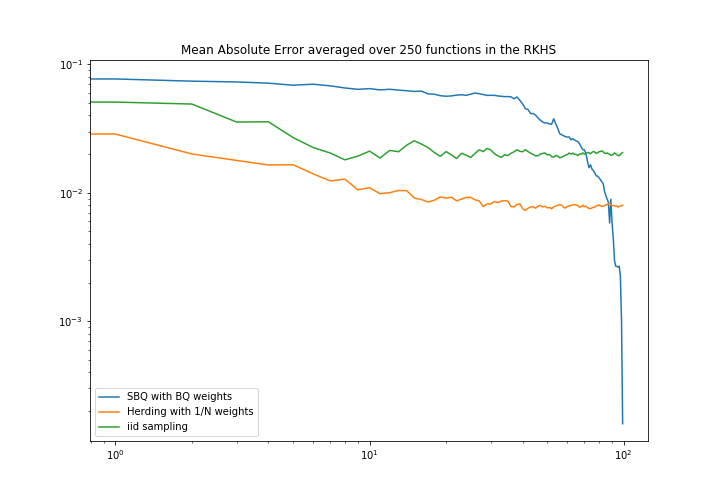 Mean Absolute Error averaged over 250 functions in the RKHS
10⁻¹
10⁻²
10⁻³
SBQ with BQ weights
Herding with 1/N weights
iid sampling
10⁰ 10¹ 10²